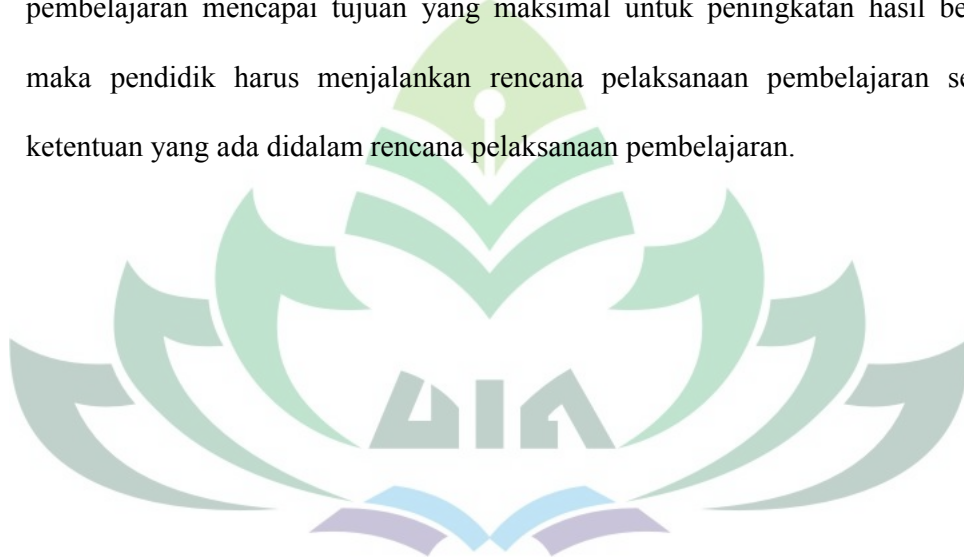 pembelajaran mencapai tujuan yang maksimal untuk peningkatan hasil
maka pendidik harus menjalankan rencana pelaksanaan pembelajaran
ketentuan yang ada didalam rencana pelaksanaan pembelajaran.
UIN